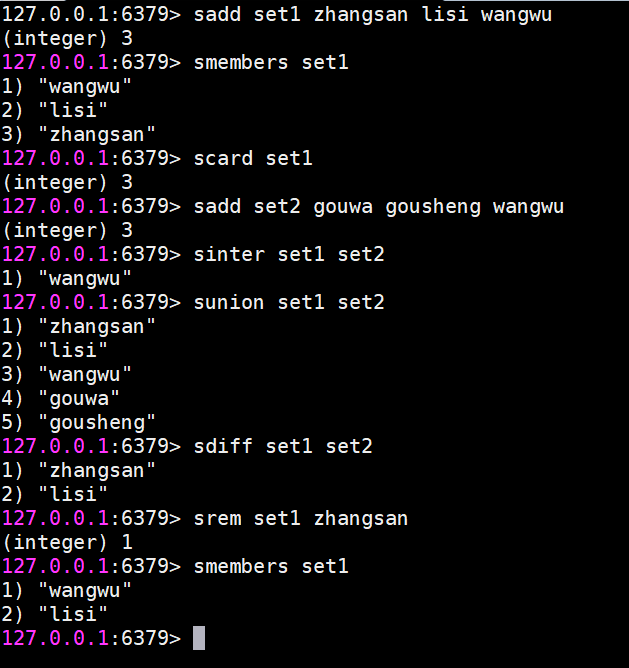 127.0.0.1:6379> sadd set1 zhangsan lisi wangwu
(integer) 3
127.0.0.1:6379> smembers set1
1) "wangwu"
2) "lisi"
3) "zhangsan"
127.0.0.1:6379> scard set1
(integer) 3
127.0.0.1:6379> sadd set2 gouwa gousheng wangwu
(integer) 3
127.0.0.1:6379> sinter set1 set2
1) "wangwu"
127.0.0.1:6379> sunion set1 set2
1) "zhangsan"
2) "lisi"
3) "wangwu"
4) "gouwa"
5) "gousheng"
127.0.0.1:6379> sdiff set1 set2
1) "zhangsan"
2) "lisi"
127.0.0.1:6379> srem set1 zhangsan
(integer) 1
127.0.0.1:6379> smembers set1
1) "wangwu"
2) "lisi"
127.0.0.1:6379>